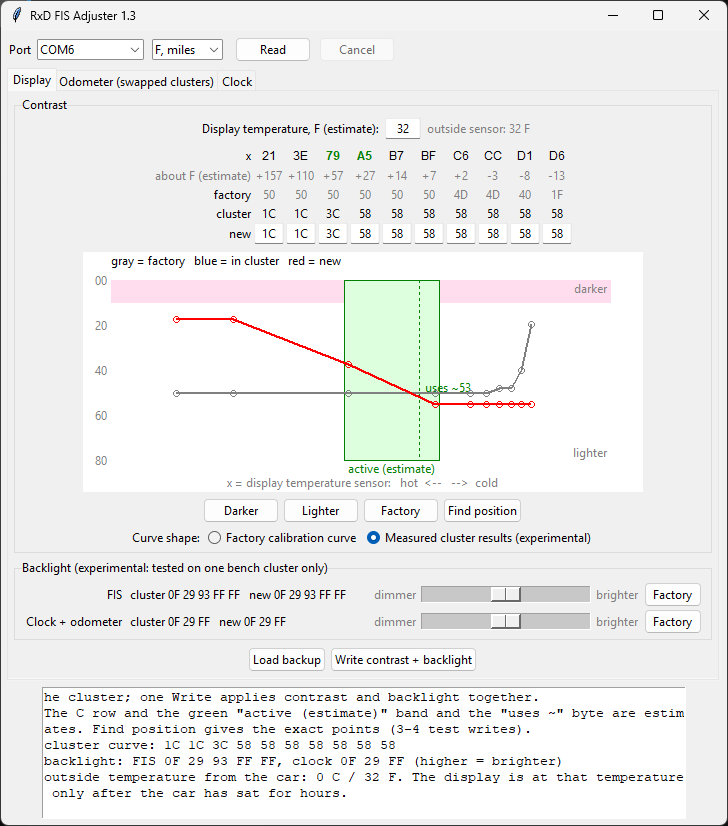 RxD FIS Adjuster 1.3
Port COM6 F, miles Read Cancel
Display Odometer (swapped clusters) Clock
Contrast
Display temperature, F (estimate): 32 outside sensor: 32 F
x 21 3E 79 A5 B7 BF C6 CC D1 D6
about F (estimate) +157 +110 +57 +27 +14 +7 +2 -3 -8 -13
factory 50 50 50 50 50 50 4D 4D 40 1F
cluster 1C 1C 3C 58 58 58 58 58 58 58
new 1C 1C 3C 58 58 58 58 58 58 58
gray = factory blue = in cluster red = new
00 darker
20
40
uses ~53
60
80 lighter
active (estimate)
x = display temperature sensor: hot <-- --> cold
Darker Lighter Factory Find position
Curve shape: Factory calibration curve Measured cluster results (experimental)
Backlight (experimental: tested on one bench cluster only)
FIS cluster 0F 29 93 FF FF new 0F 29 93 FF FF dimmer brighter Factory
Clock + odometer cluster 0F 29 FF new 0F 29 FF dimmer brighter Factory
Load backup Write contrast + backlight
he cluster; one Write applies contrast and backlight together.
The C row and the green "active (estimate)" band and the "uses ~" byte are estim
ates. Find position gives the exact points (3-4 test writes).
cluster curve: 1C 1C 3C 58 58 58 58 58 58 58
backlight: FIS 0F 29 93 FF FF, clock 0F 29 FF (higher = brighter)
outside temperature from the car: 0 C / 32 F. The display is at that temperature
only after the car has sat for hours.